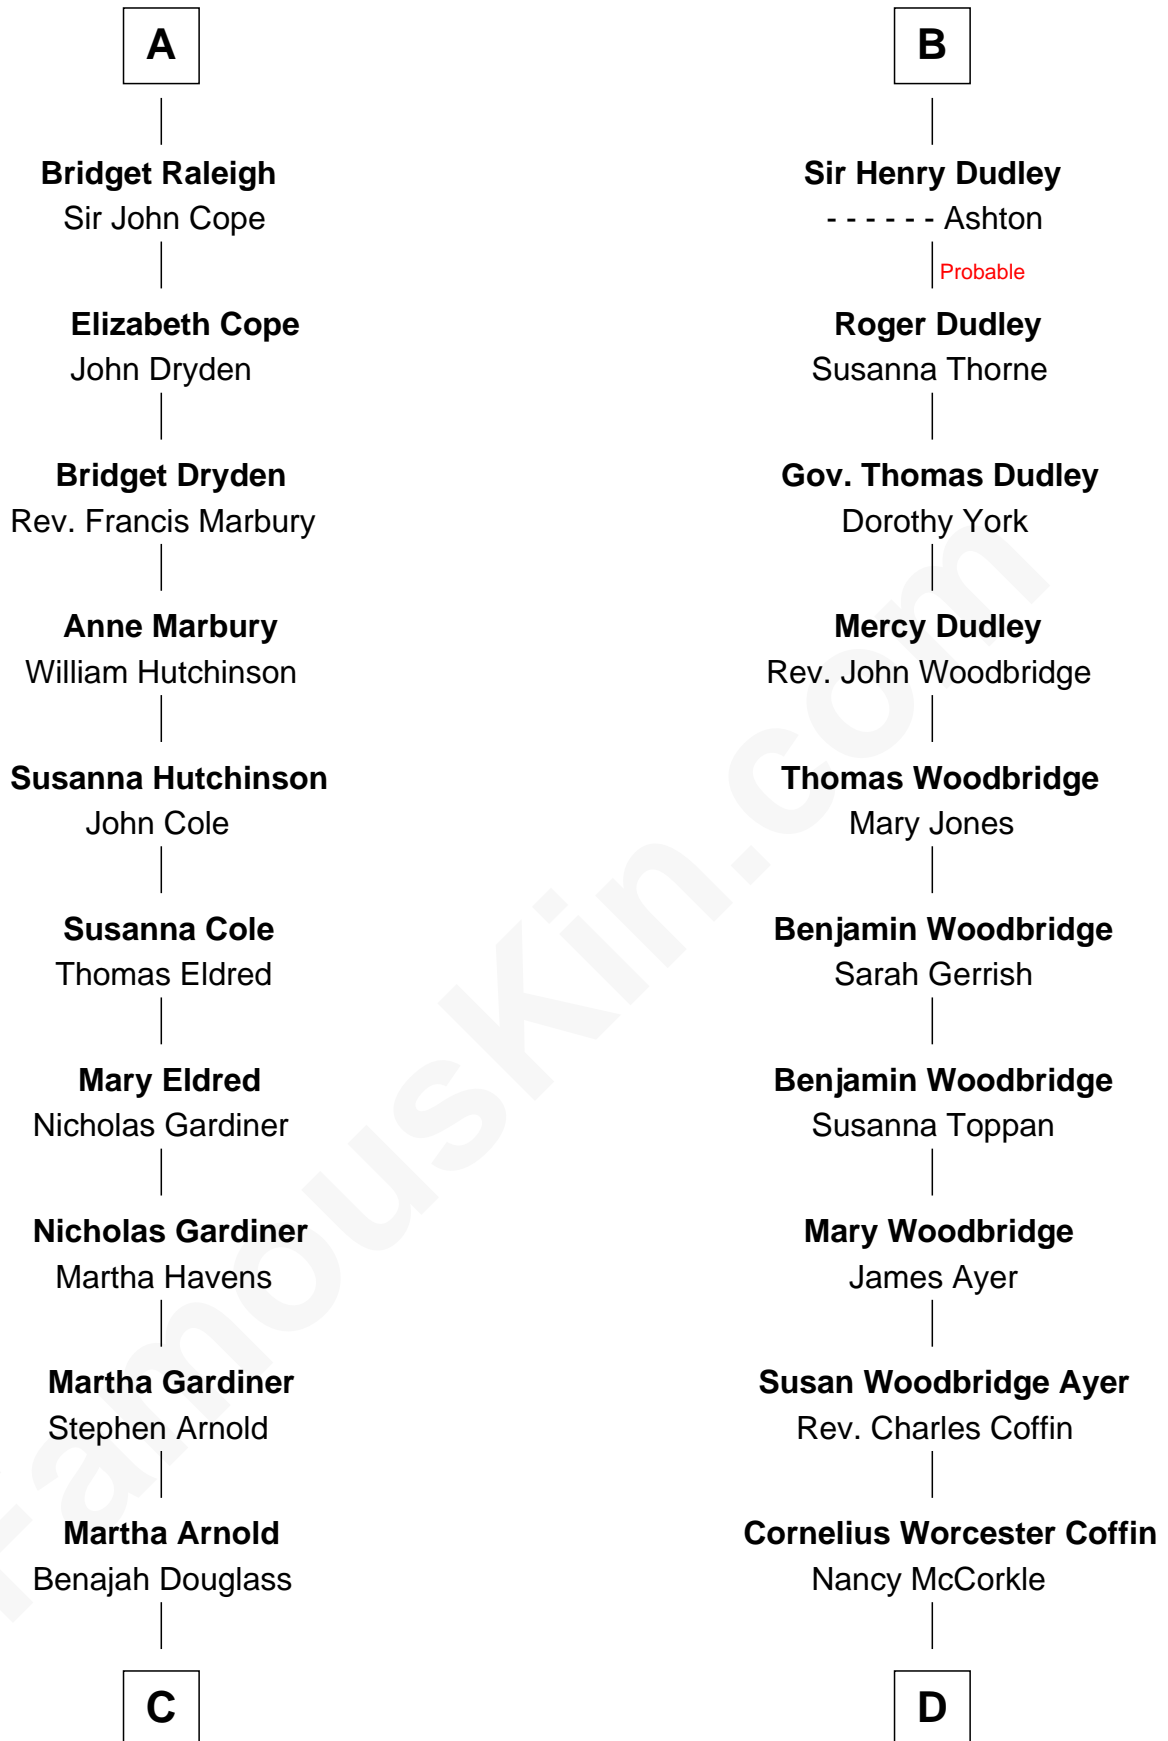 A
Bridget Raleigh
Sir John Cope
Elizabeth Cope
John Dryden
Bridget Dryden
Rev. Francis Marbury
Anne Marbury
William Hutchinson
Susanna Hutchinson
John Cole
Susanna Cole
Thomas Eldred
Mary Eldred
Nicholas Gardiner
Nicholas Gardiner
Martha Havens
Martha Gardiner
Stephen Arnold
Martha Arnold
Benajah Douglass
C
B
Sir Henry Dudley
- - - - - - Ashton
Probable
Roger Dudley
Susanna Thorne
Gov. Thomas Dudley
Dorothy York
Mercy Dudley
Rev. John Woodbridge
Thomas Woodbridge
Mary Jones
Benjamin Woodbridge
Sarah Gerrish
Benjamin Woodbridge
Susanna Toppan
Mary Woodbridge
James Ayer
Susan Woodbridge Ayer
Rev. Charles Coffin
Cornelius Worcester Coffin
Nancy McCorkle
D
FamousKin.com